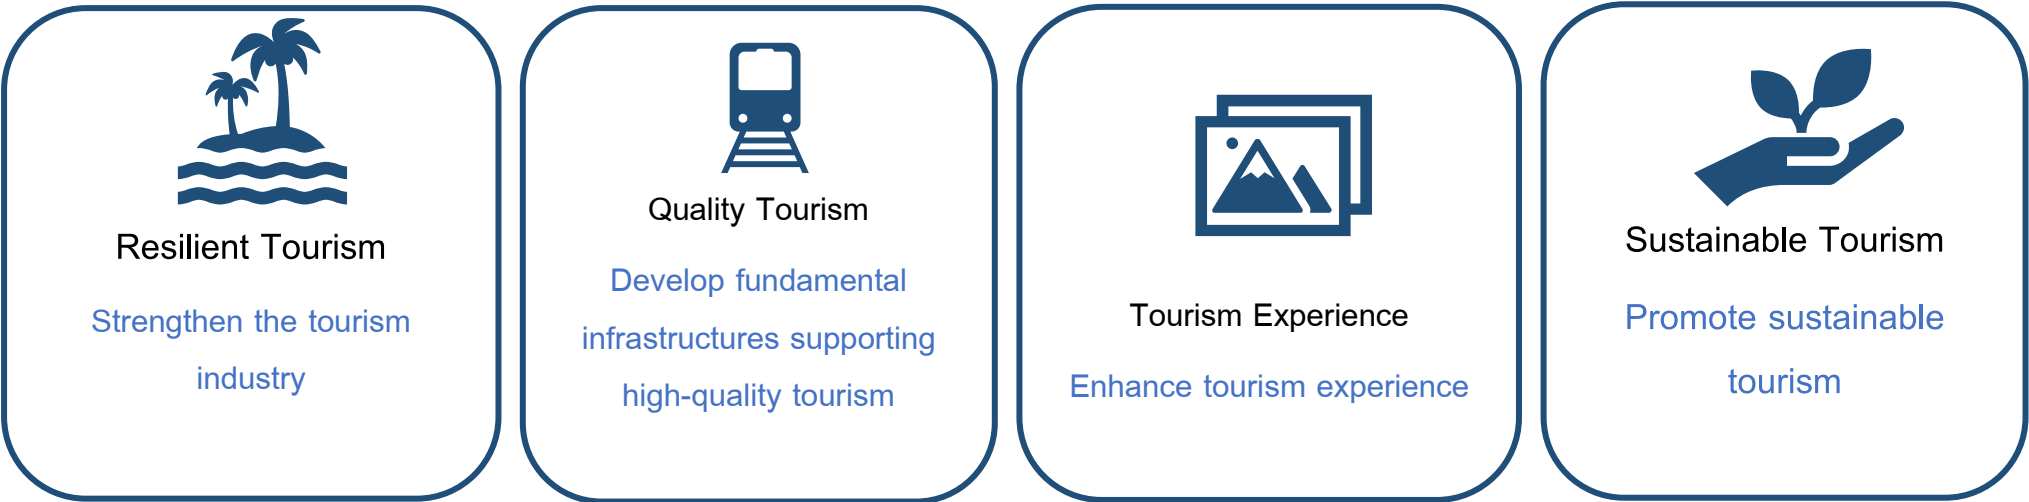 Resilient Tourism
Strengthen the tourism
industry
Quality Tourism
Develop fundamental
infrastructures supporting
high-quality tourism
Tourism Experience
Enhance tourism experience
Sustainable Tourism
Promote sustainable
tourism